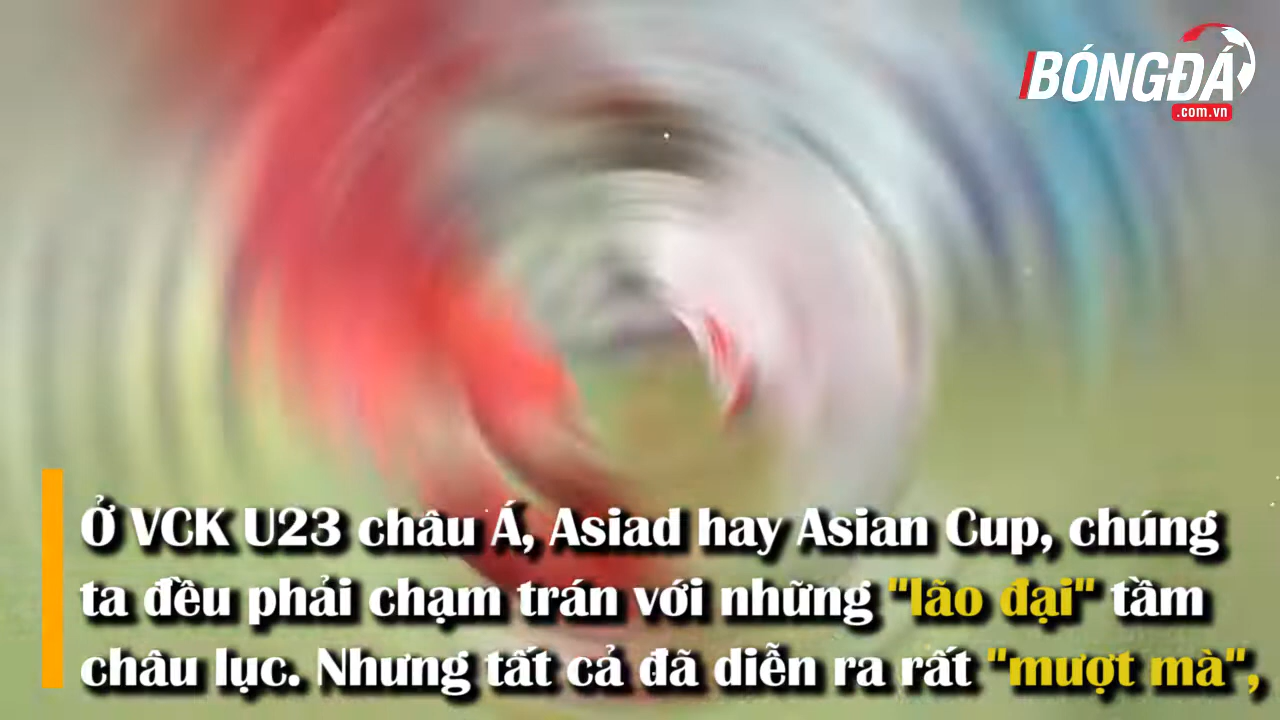 BÓNGĐÁ
.com.vn
Ở VCK U23 châu Á, Asiad hay Asian Cup, chúng
ta đều phải chạm trán với những "lão đại" tầm
châu lục. Nhưng tất cả đã diễn ra rất "mượt mà",